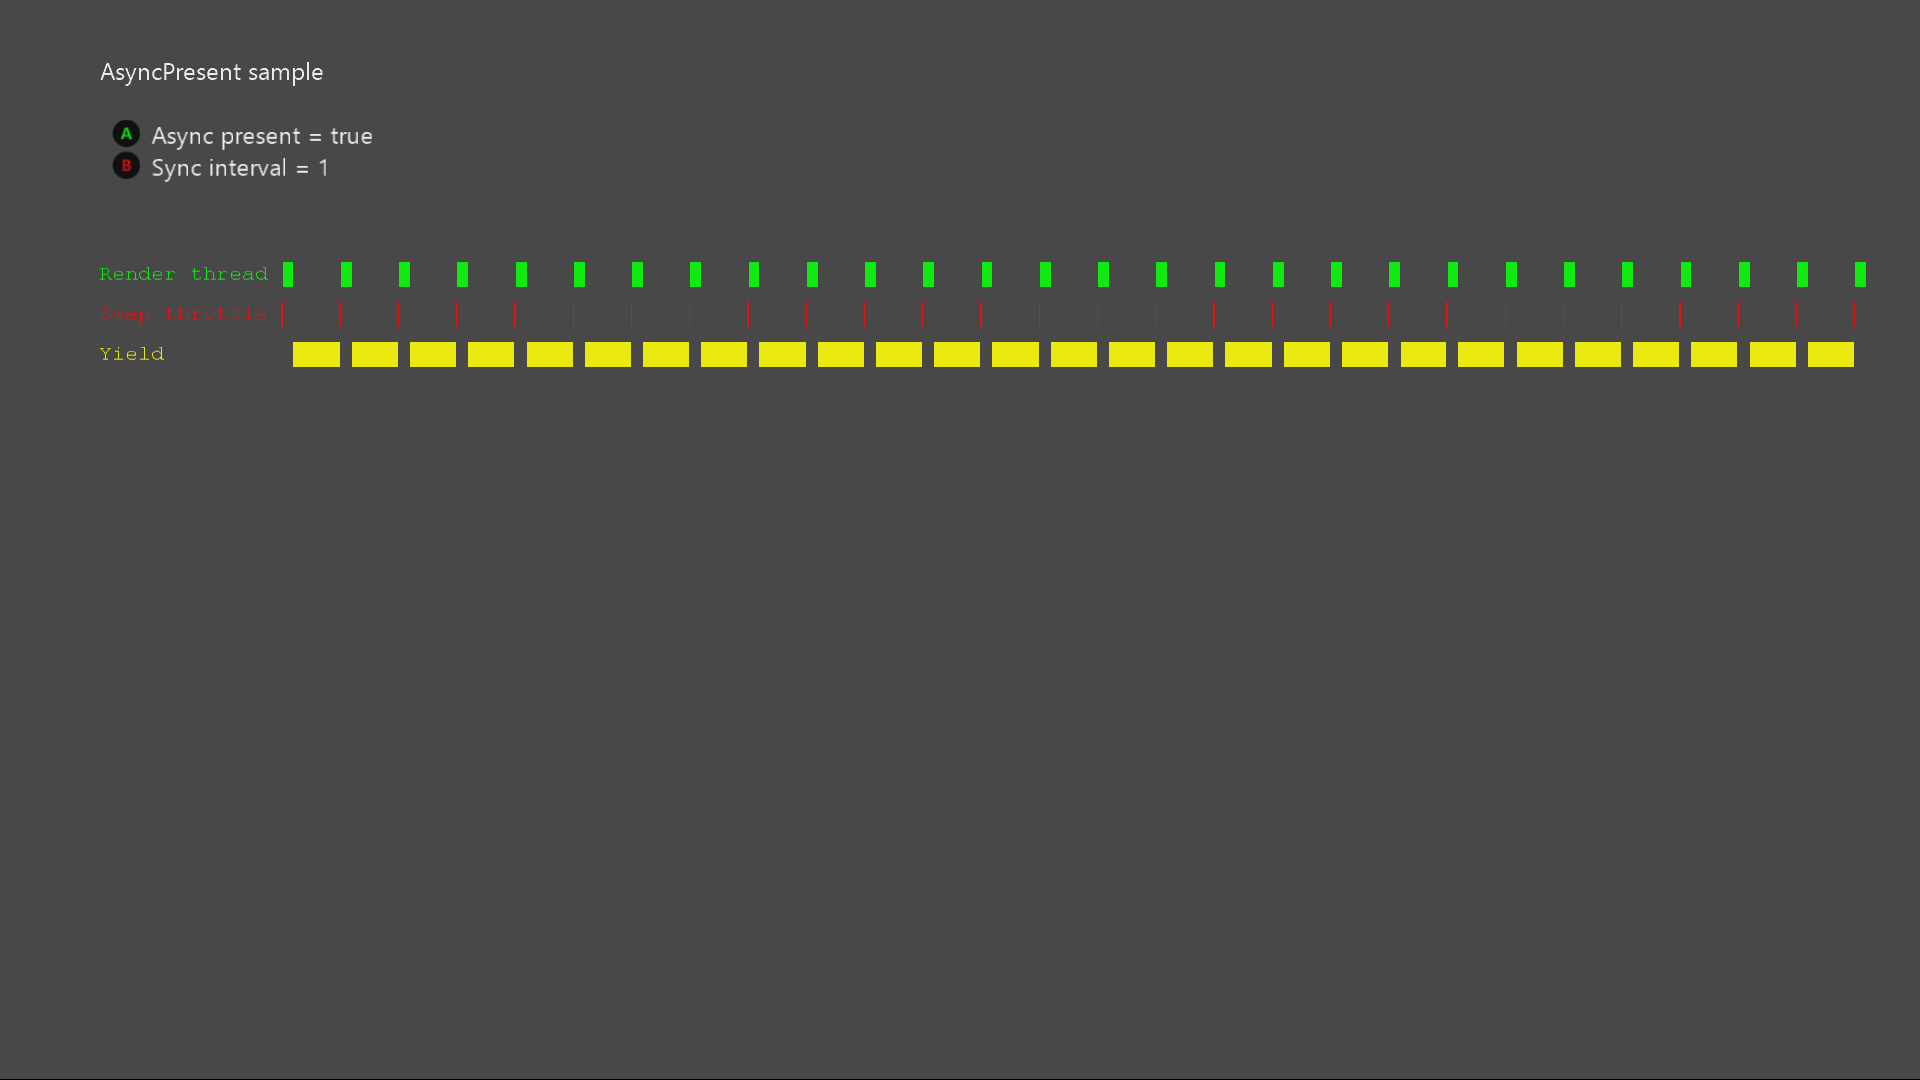 AsyncPresent sample
A Async present = true
B Sync interval = 1
Render thread
Swap throttle
Yield